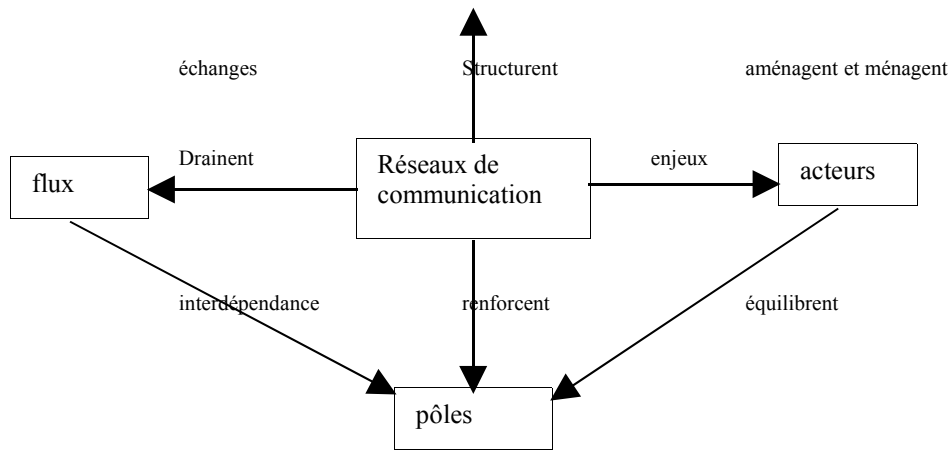 échanges
Structurent
aménagent et ménagent
Drainent
Réseaux de
communication
enjeux
flux
acteurs
interdépendance
renforcent
équilibrent
pôles